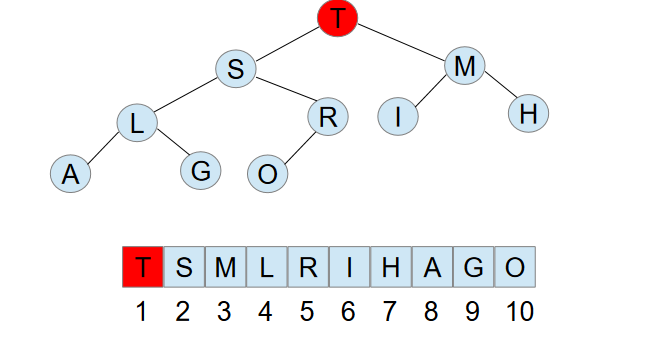 T
S M
L R I H
A G O
T S M L R I H A G O
1 2 3 4 5 6 7 8 9 10